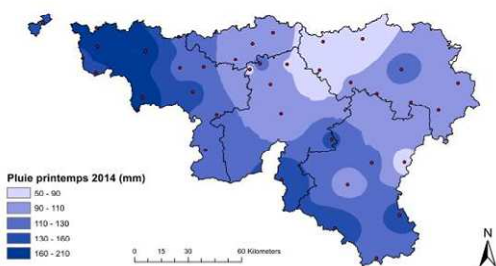 Pluie printemps 2014 (mm)
50 - 90
90 - 110
110 - 130
130 - 160
160 - 210
0 15 30 60 Kilometers
N